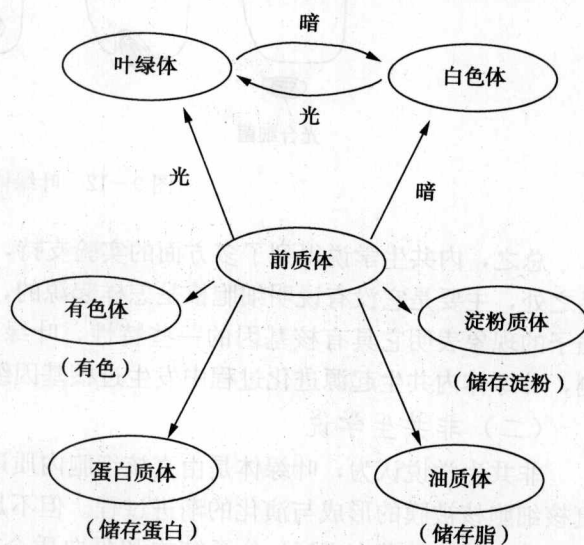 暗
叶绿体
白色体
光
光
暗
前质体
有色体
(有色)
淀粉质体
(储存淀粉)
蛋白质体
(储存蛋白)
油质体
(储存脂)